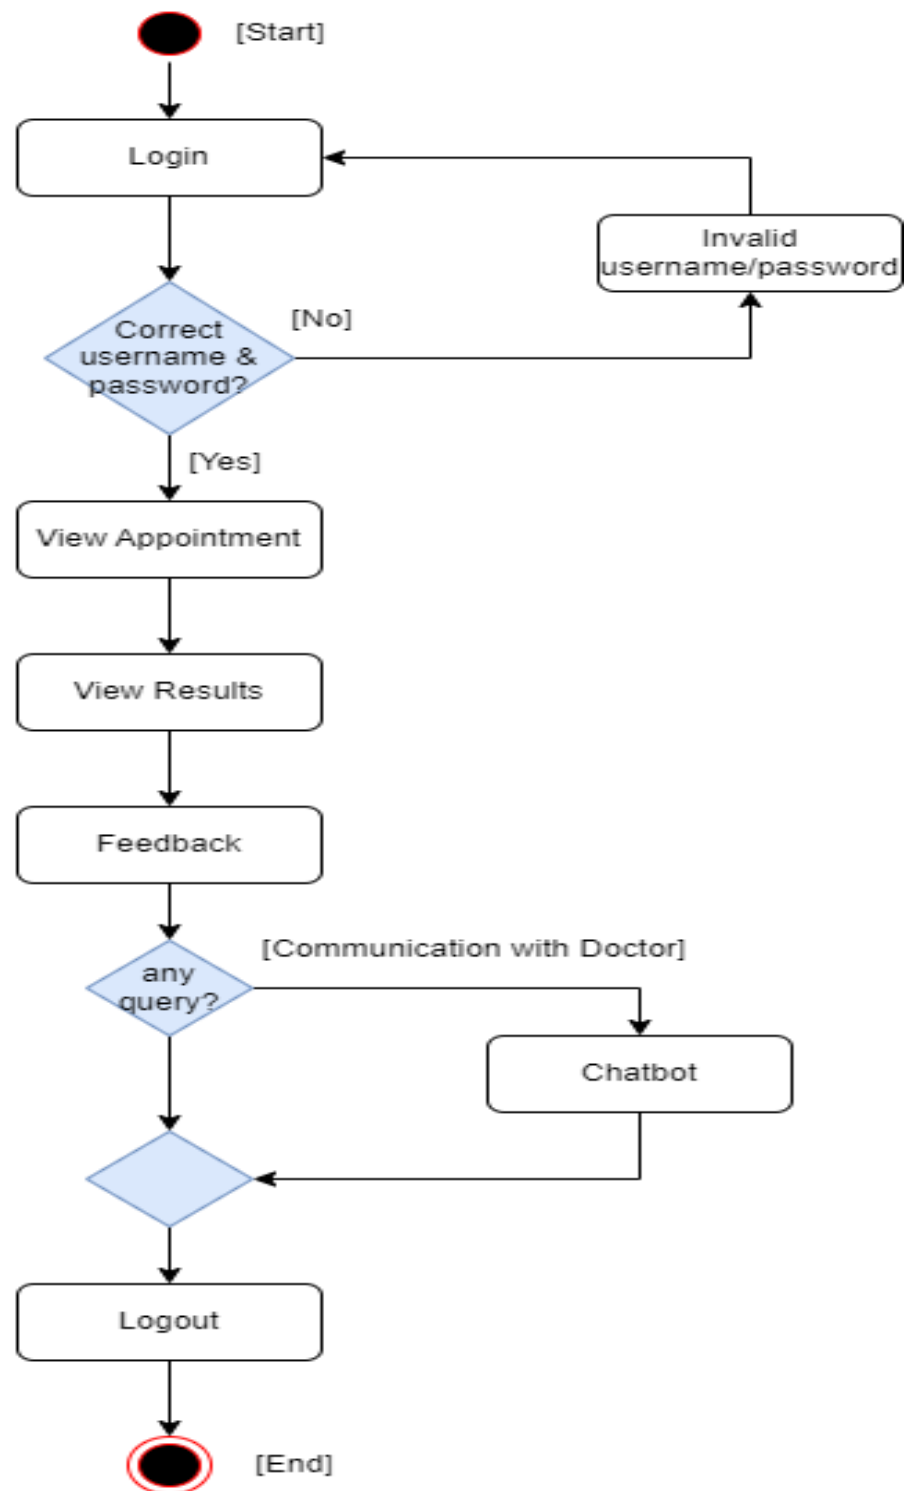 [Start]
Login
Invalid
username/password
[No]
Correct
username &
password?
[Yes]
View Appointment
View Results
Feedback
[Communication with Doctor]
any
query?
Chatbot
Logout
[End]